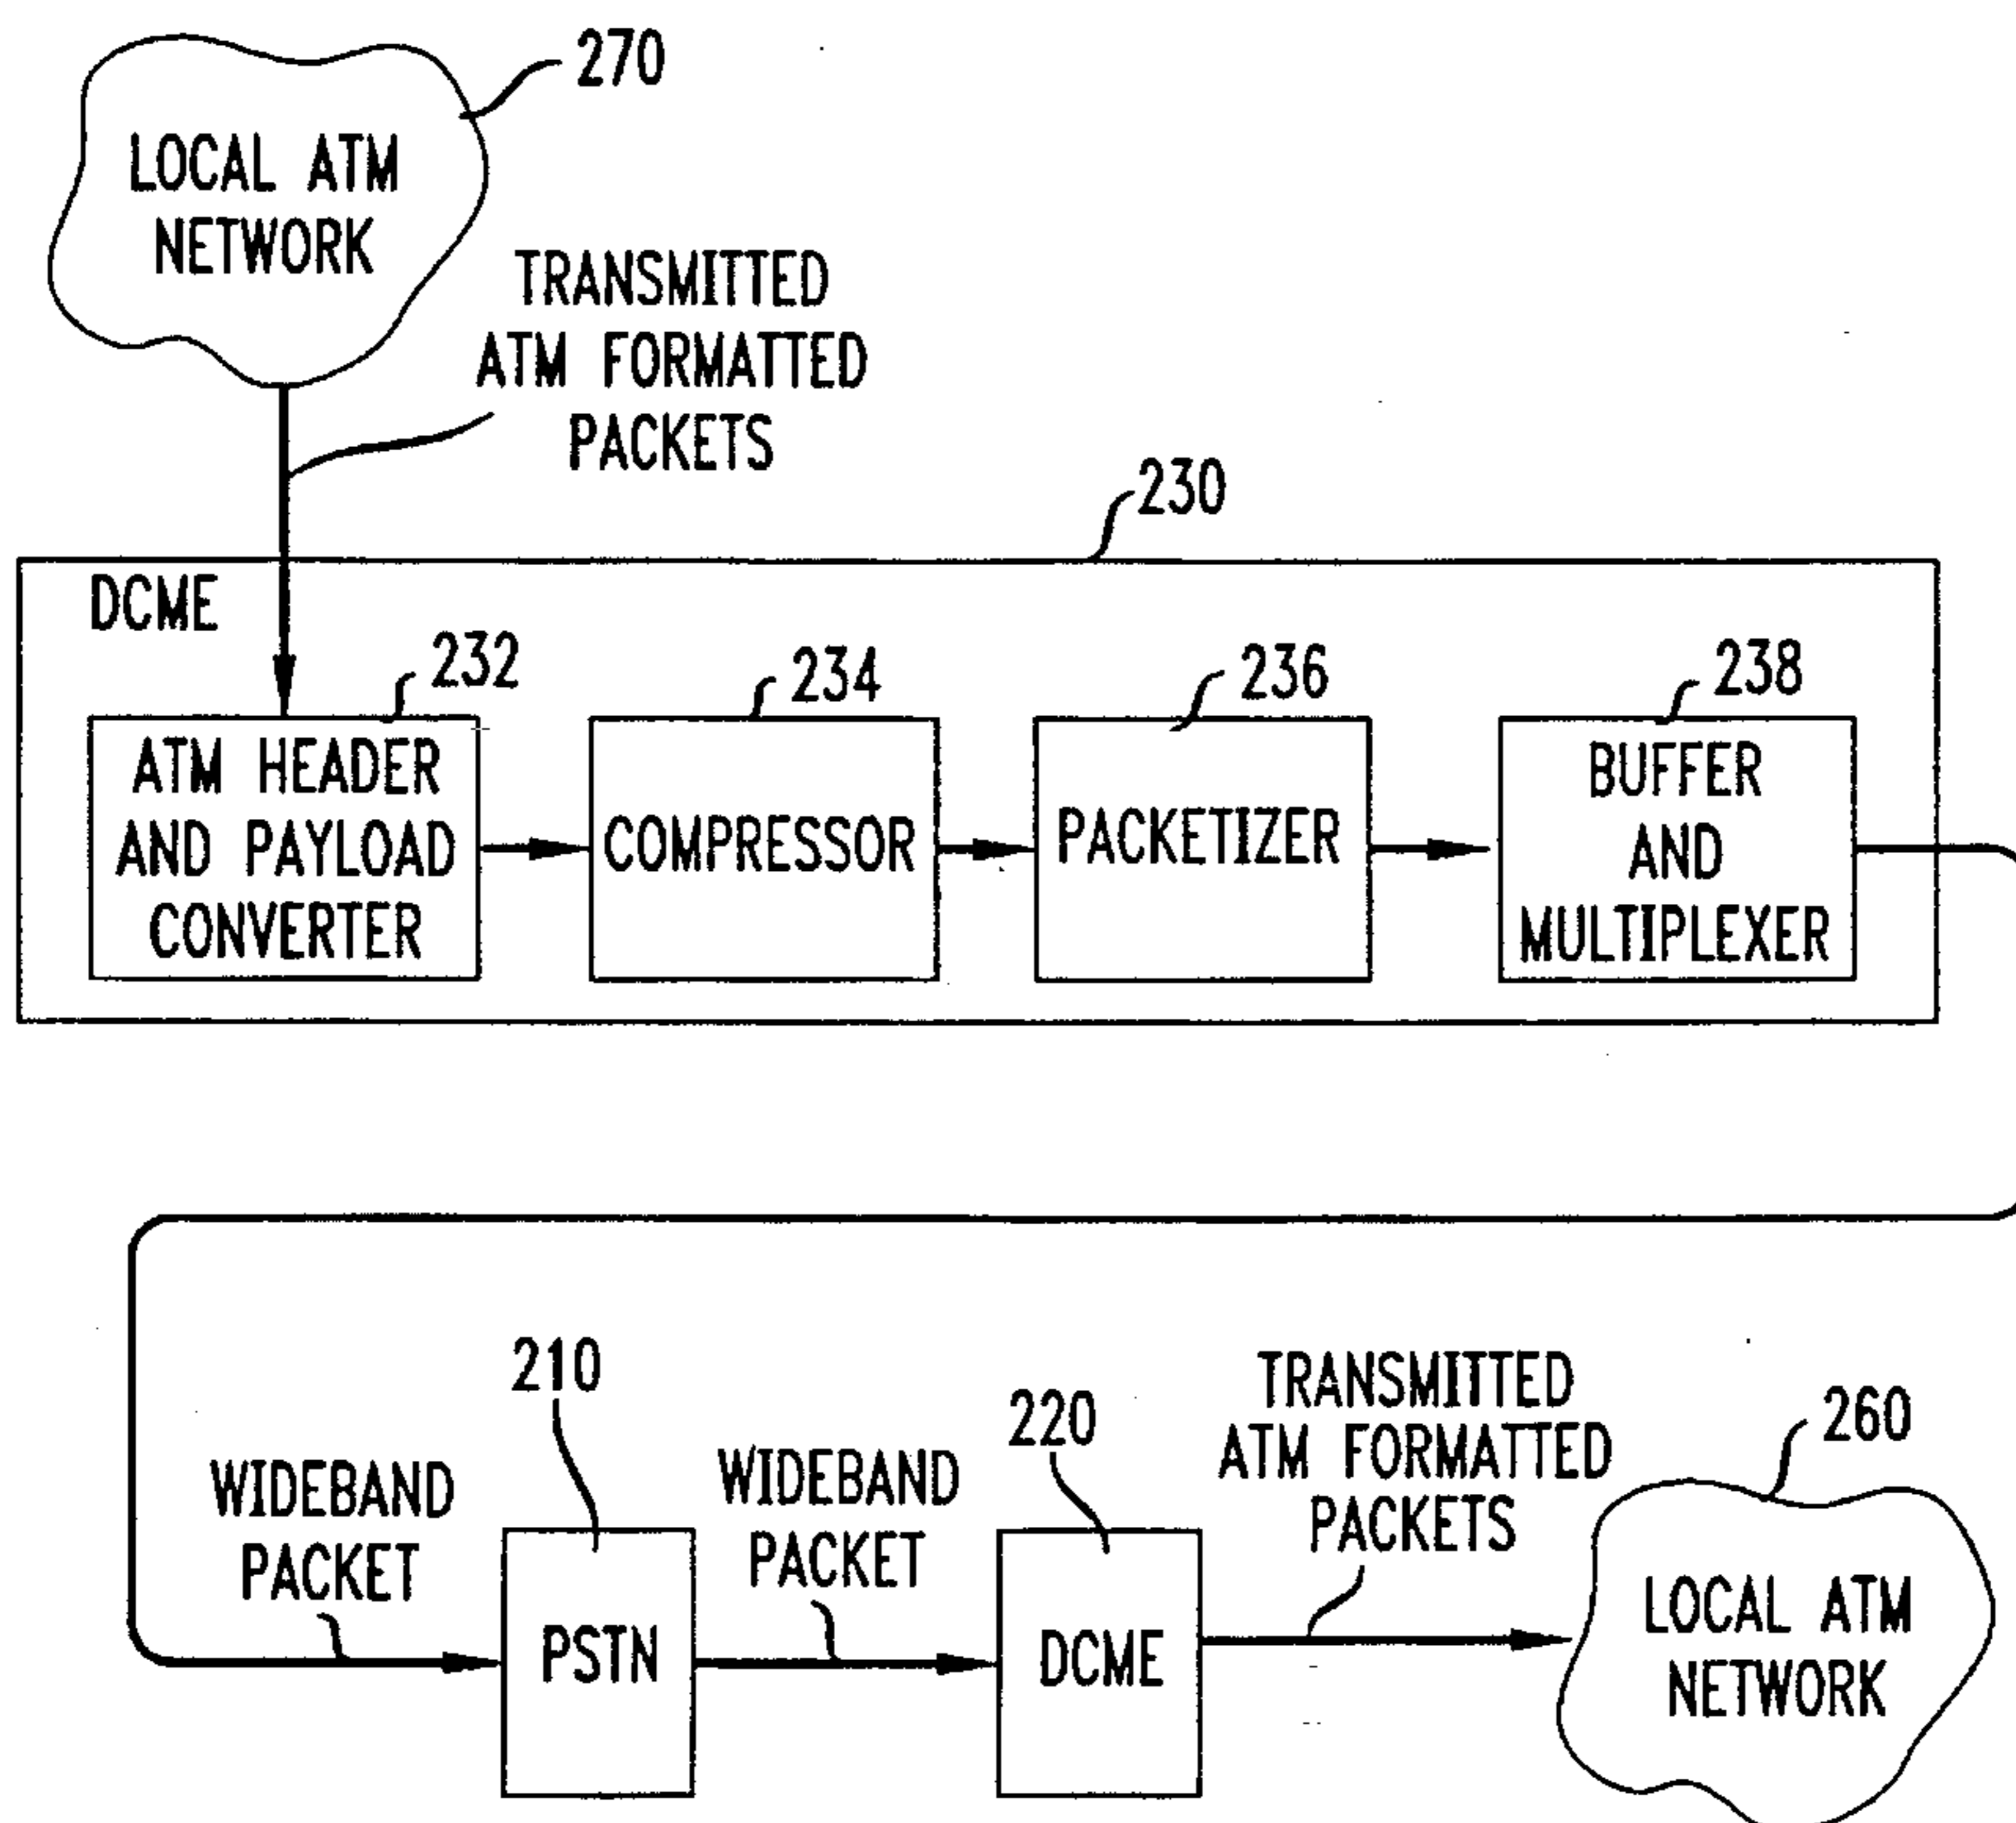 270
LOCAL ATM
NETWORK
TRANSMITTED
ATM FORMATTED
PACKETS
230
DCME
232
234
236
238
ATM HEADER
AND PAYLOAD
CONVERTER
COMPRESSOR
PACKETIZER
BUFFER
AND
MULTIPLEXER
210
220
260
WIDEBAND
PACKET
PSTN
WIDEBAND
PACKET
DCME
TRANSMITTED
ATM FORMATTED
PACKETS
LOCAL ATM
NETWORK